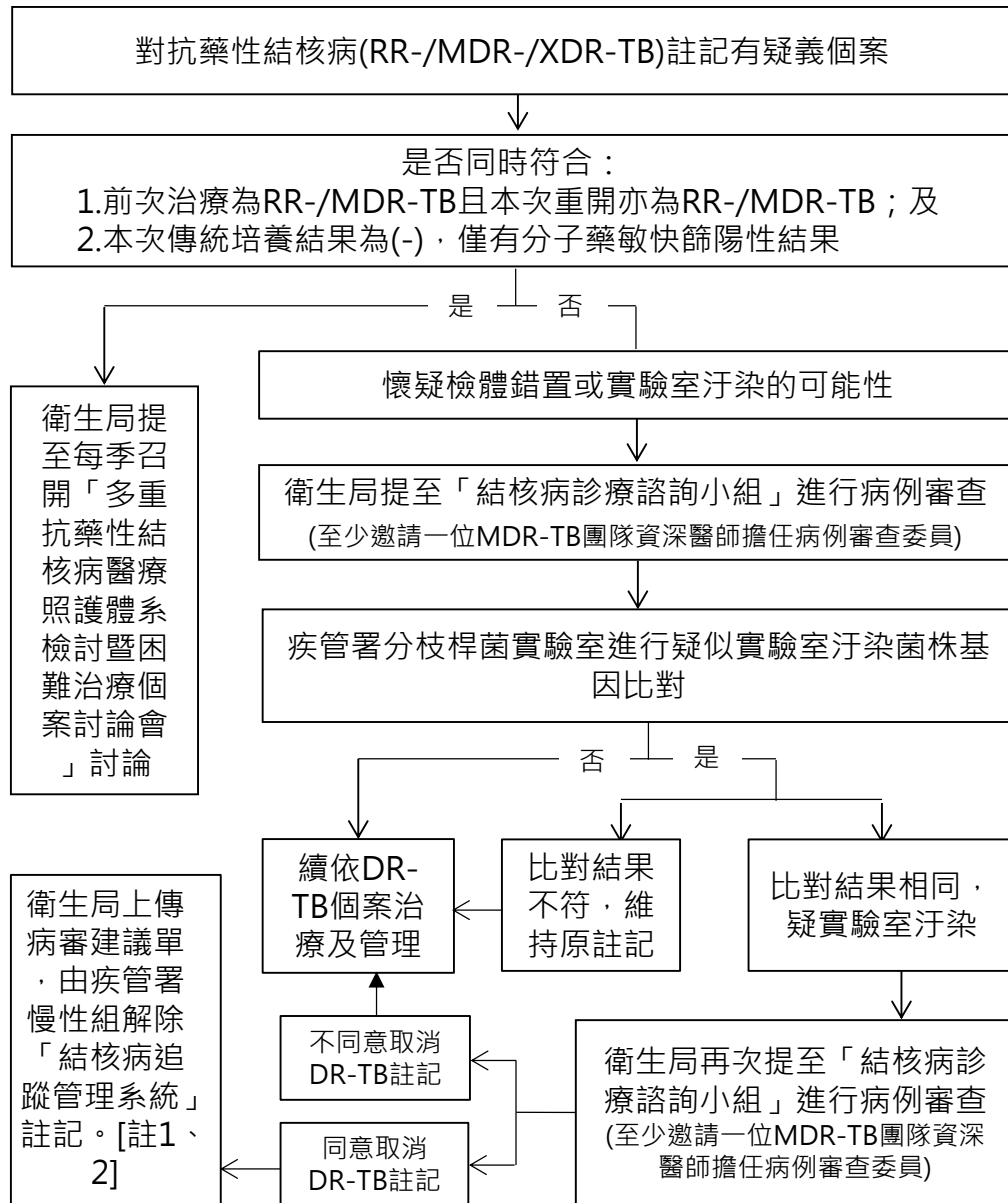 對抗藥性結核病(RR-/MDR-/XDR-TB)註記有疑義個案
是否同時符合：
1.前次治療為RR-/MDR-TB且本次重開亦為RR-/MDR-TB；及
2.本次傳統培養結果為(-)，僅有分子藥敏快篩陽性結果
是
否
衛生局提
至每季召
開「多重
抗藥性結
核病醫療
照護體系
檢討暨困
難治療個
案討論會
」討論
懷疑檢體錯置或實驗室汙染的可能性
衛生局提至「結核病診療諮詢小組」進行病例審查
(至少邀請一位MDR-TB團隊資深醫師擔任病例審查委員)
疾管署分枝桿菌實驗室進行疑似實驗室汙染菌株基
因比對
否
是
續依DR-
TB個案治
療及管理
比對結果
不符，維
持原註記
比對結果相同，
疑實驗室汙染
衛生局上傳
病審建議單
，由疾管署
慢性組解除
「結核病追
蹤管理系統」
註記。[註1、
2]
不同意取消
DR-TB註記
同意取消
DR-TB註記
衛生局再次提至「結核病診
療諮詢小組」進行病例審查
(至少邀請一位MDR-TB團隊資深
醫師擔任病例審查委員)